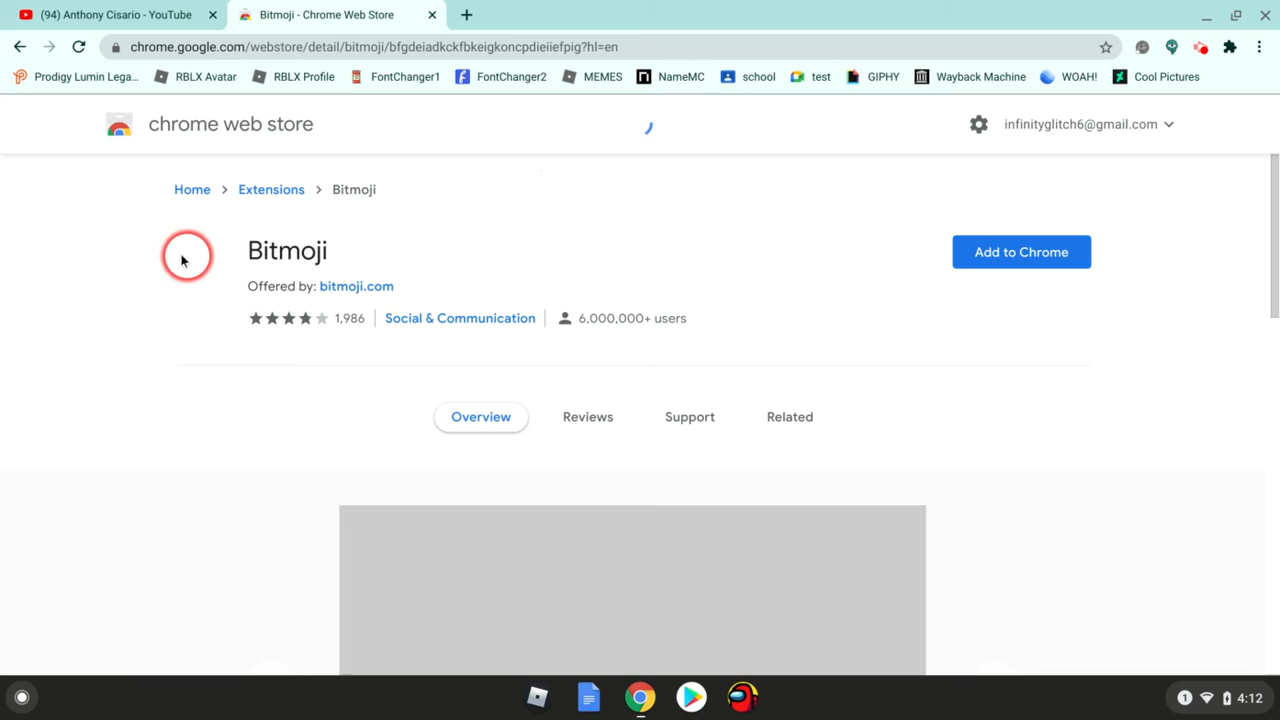 (94) Anthony Cisario - YouTube
Bitmoji - Chrome Web Store
chrome.google.com/webstore/detail/bitmoji/bfgdeiadkckfbkeigkoncpdieiiefpig?hl=en
Prodigy Lumin Lega...
RBLX Avatar
RBLX Profile
FontChanger1
FontChanger2
MEMES
NameMC
school
test
GIPHY
Wayback Machine
WOAH!
Cool Pictures
chrome web store
infinityglitch6@gmail.com
Home
Extensions
Bitmoji
Bitmoji
Add to Chrome
Offered by: bitmoji.com
1,986
Social & Communication
6,000,000+ users
Overview
Reviews
Support
Related
1
4:12